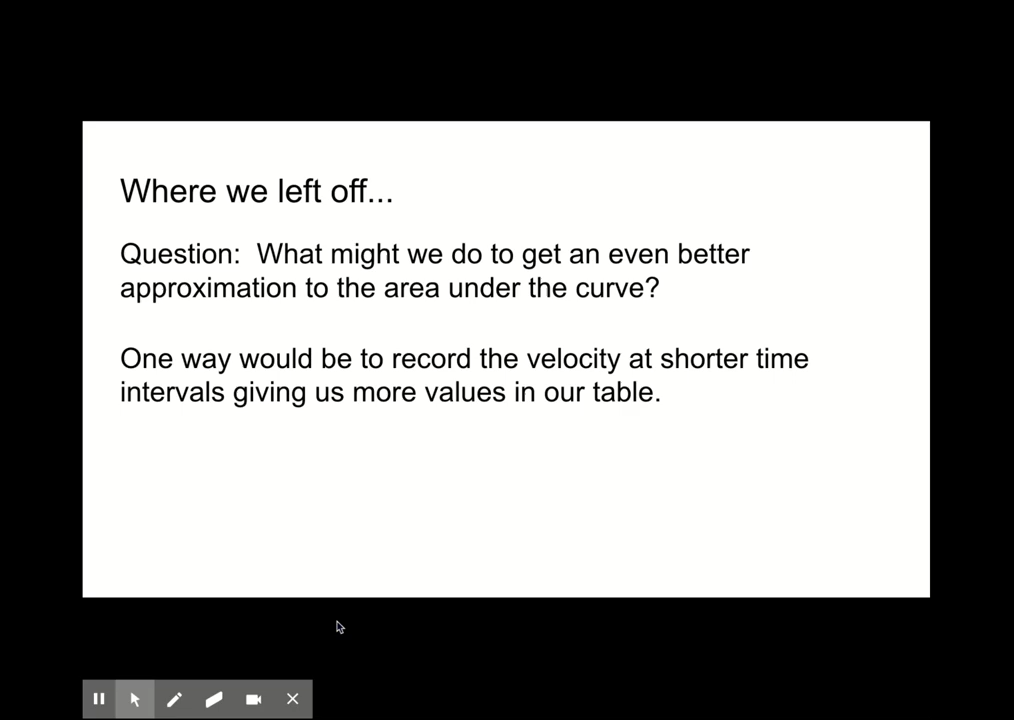 Where we left off...
Question:  What might we do to get an even better
approximation to the area under the curve?
One way would be to record the velocity at shorter time
intervals giving us more values in our table.